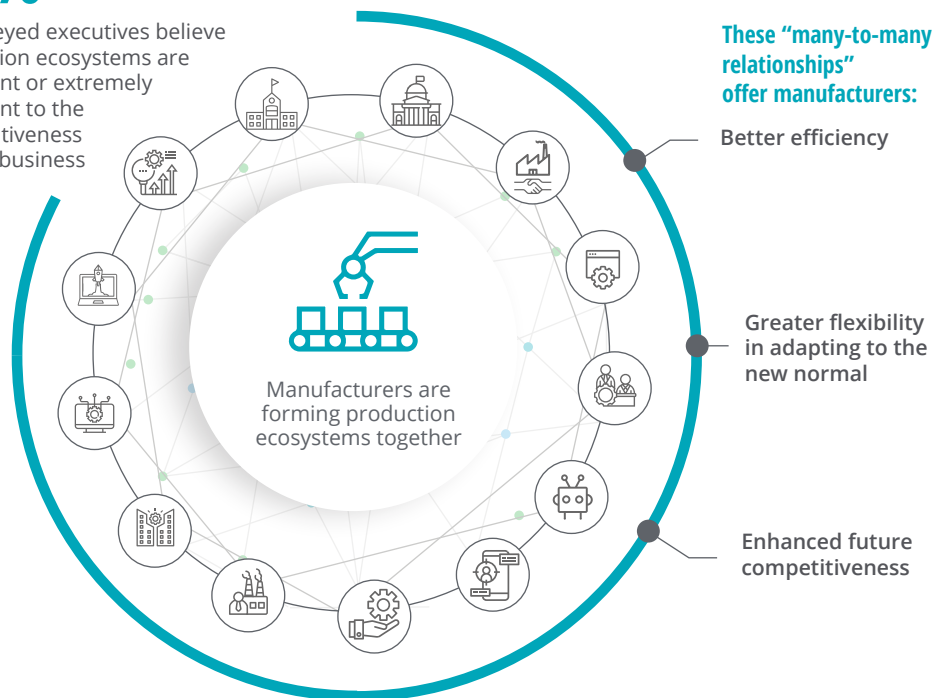 eyed executives believe
ion ecosystems are
nt or extremely
nt to the
tiveness
business
These “many-to-many
relationships”
offer manufacturers:
Better efficiency
Greater flexibility
in adapting to the
new normal
Enhanced future
competitiveness
Manufacturers are
forming production
ecosystems together